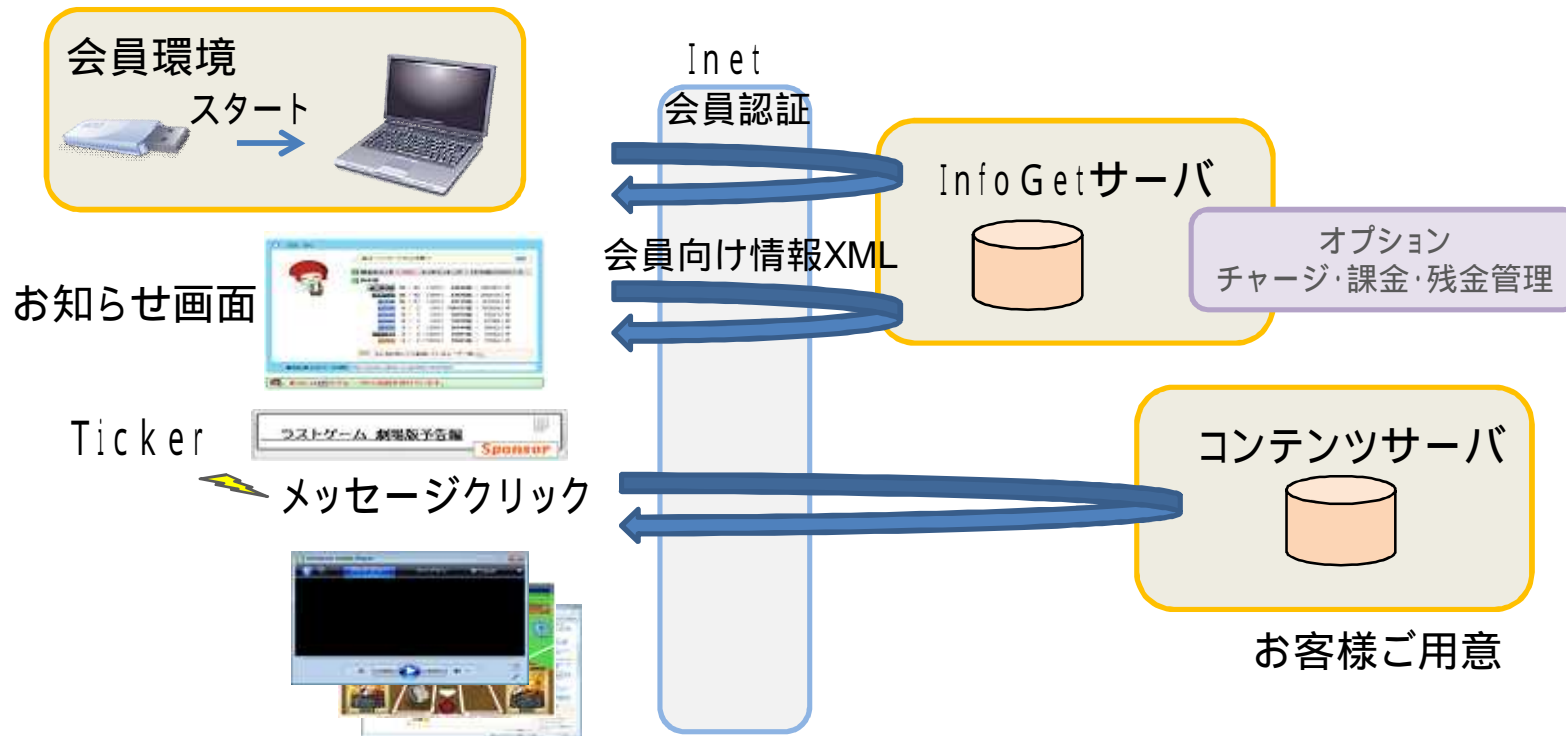 会員環境
スタート
Inet
会員認証
InfoGetサーバ
オプション
チャージ・課金・残金管理
会員向け情報XML
お知らせ画面
Ticker
ラストゲーム 劇場版予告編
Sponsor
メッセージクリック
コンテンツサーバ
お客様ご用意